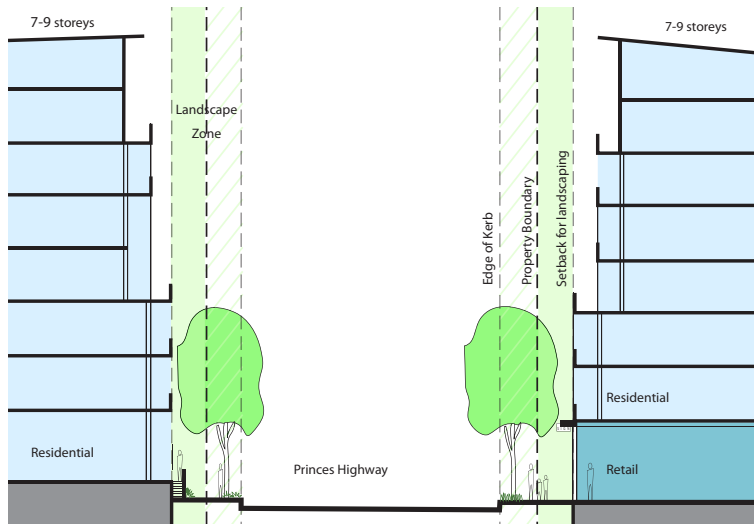 7-9 storeys
7-9 storeys
Landscape
Zone
Edge of Kerb
Property Boundary
Setback for landscaping
Residential
Residential
Princes Highway
Retail